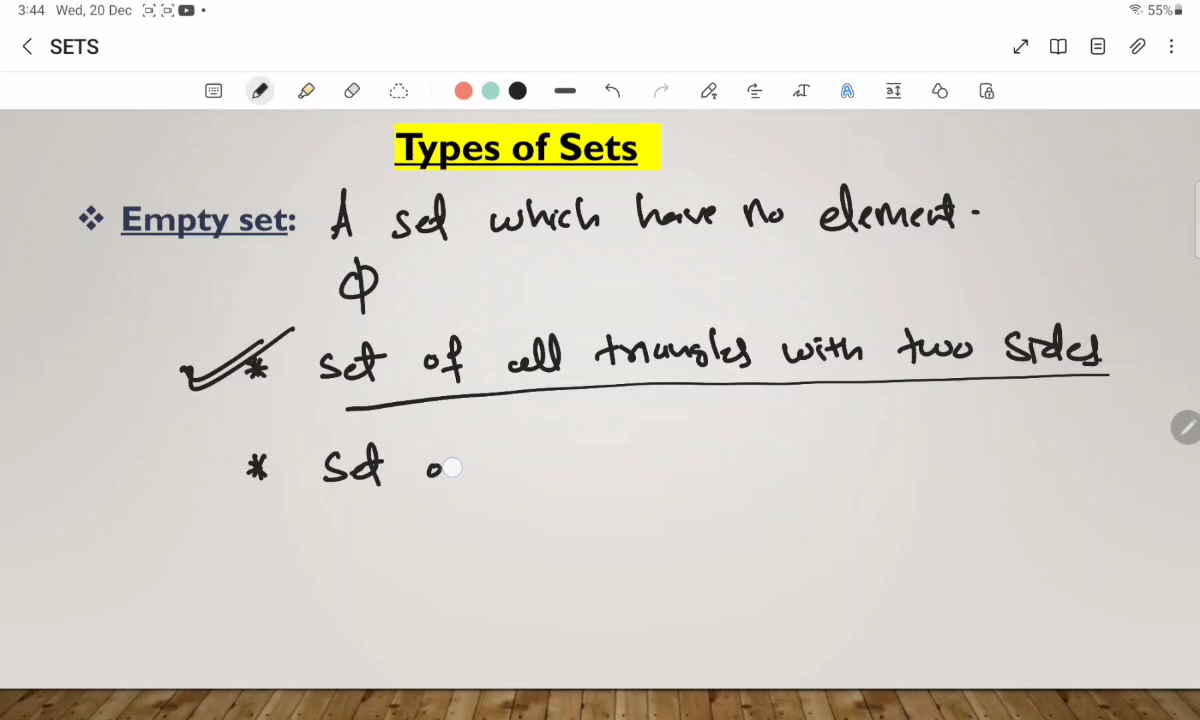 3:44 Wed, 20 Dec
55%
SETS
Types of Sets
❖ Empty set: A set which have no element.
Φ
* set of all triangles with two sides
* set o